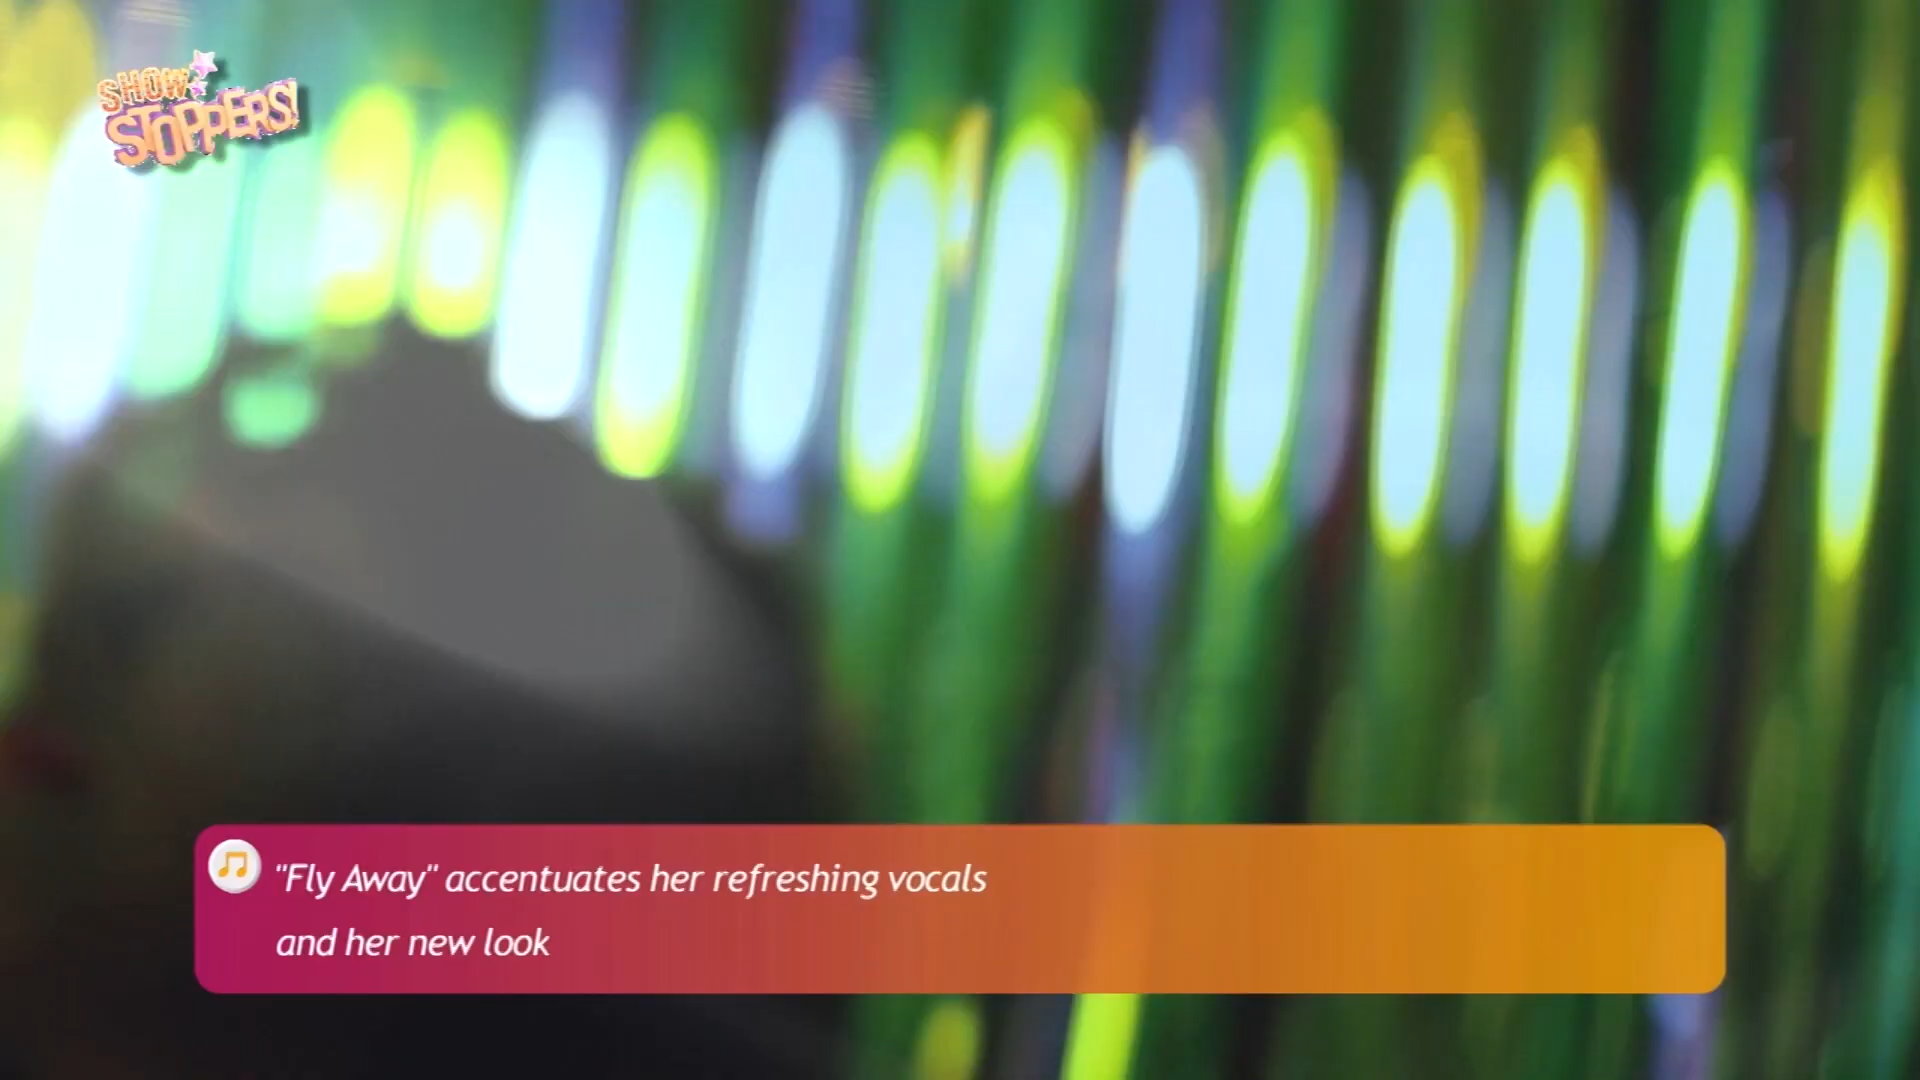 SHOW
STOPPERS!
"Fly Away" accentuates her refreshing vocals
and her new look